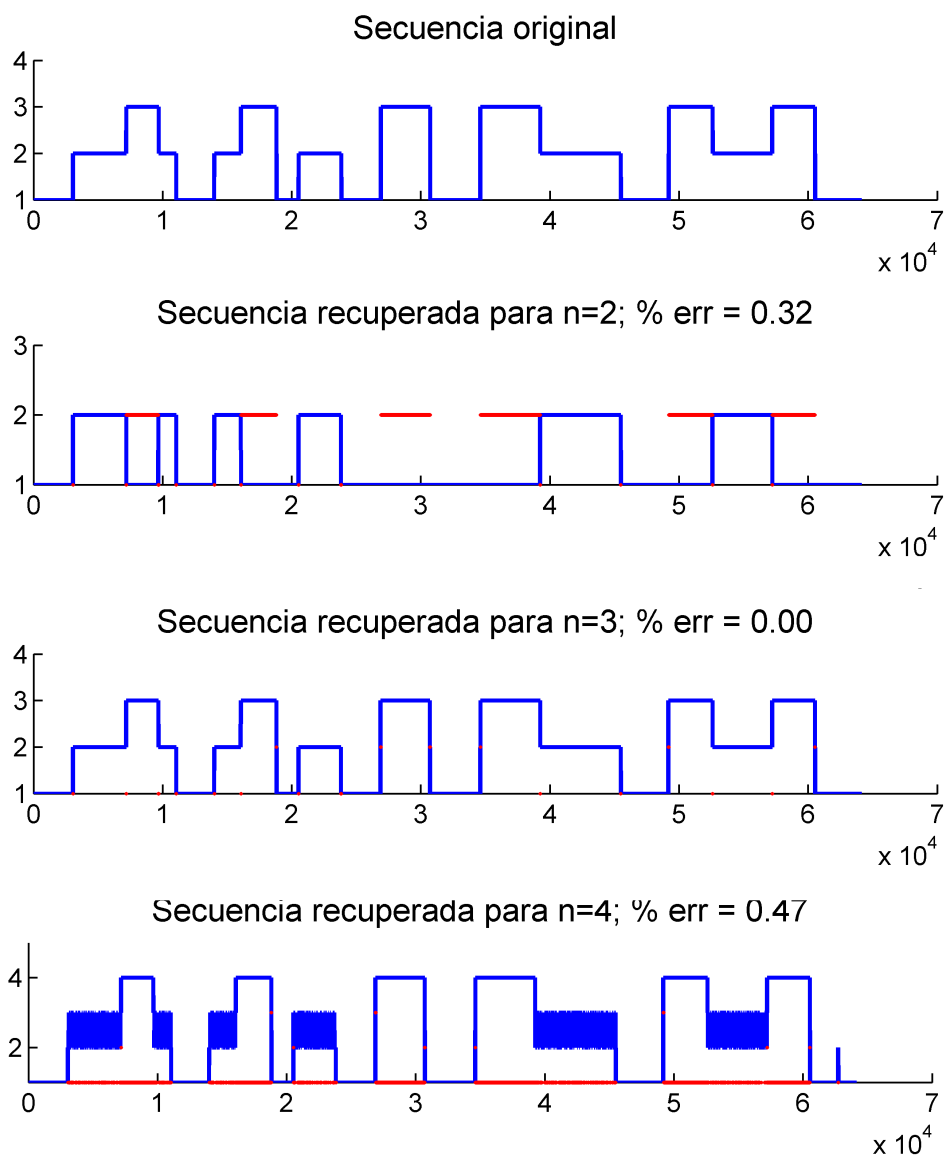 Secuencia original
4
3
2
1
0 1 2 3 4 5 6 7
x 10^4
Secuencia recuperada para n=2; % err = 0.32
3
2
1
0 1 2 3 4 5 6 7
x 10^4
Secuencia recuperada para n=3; % err = 0.00
4
3
2
1
0 1 2 3 4 5 6 7
x 10^4
Secuencia recuperada para n=4; % err = 0.47
4
2
0 1 2 3 4 5 6 7
x 10^4